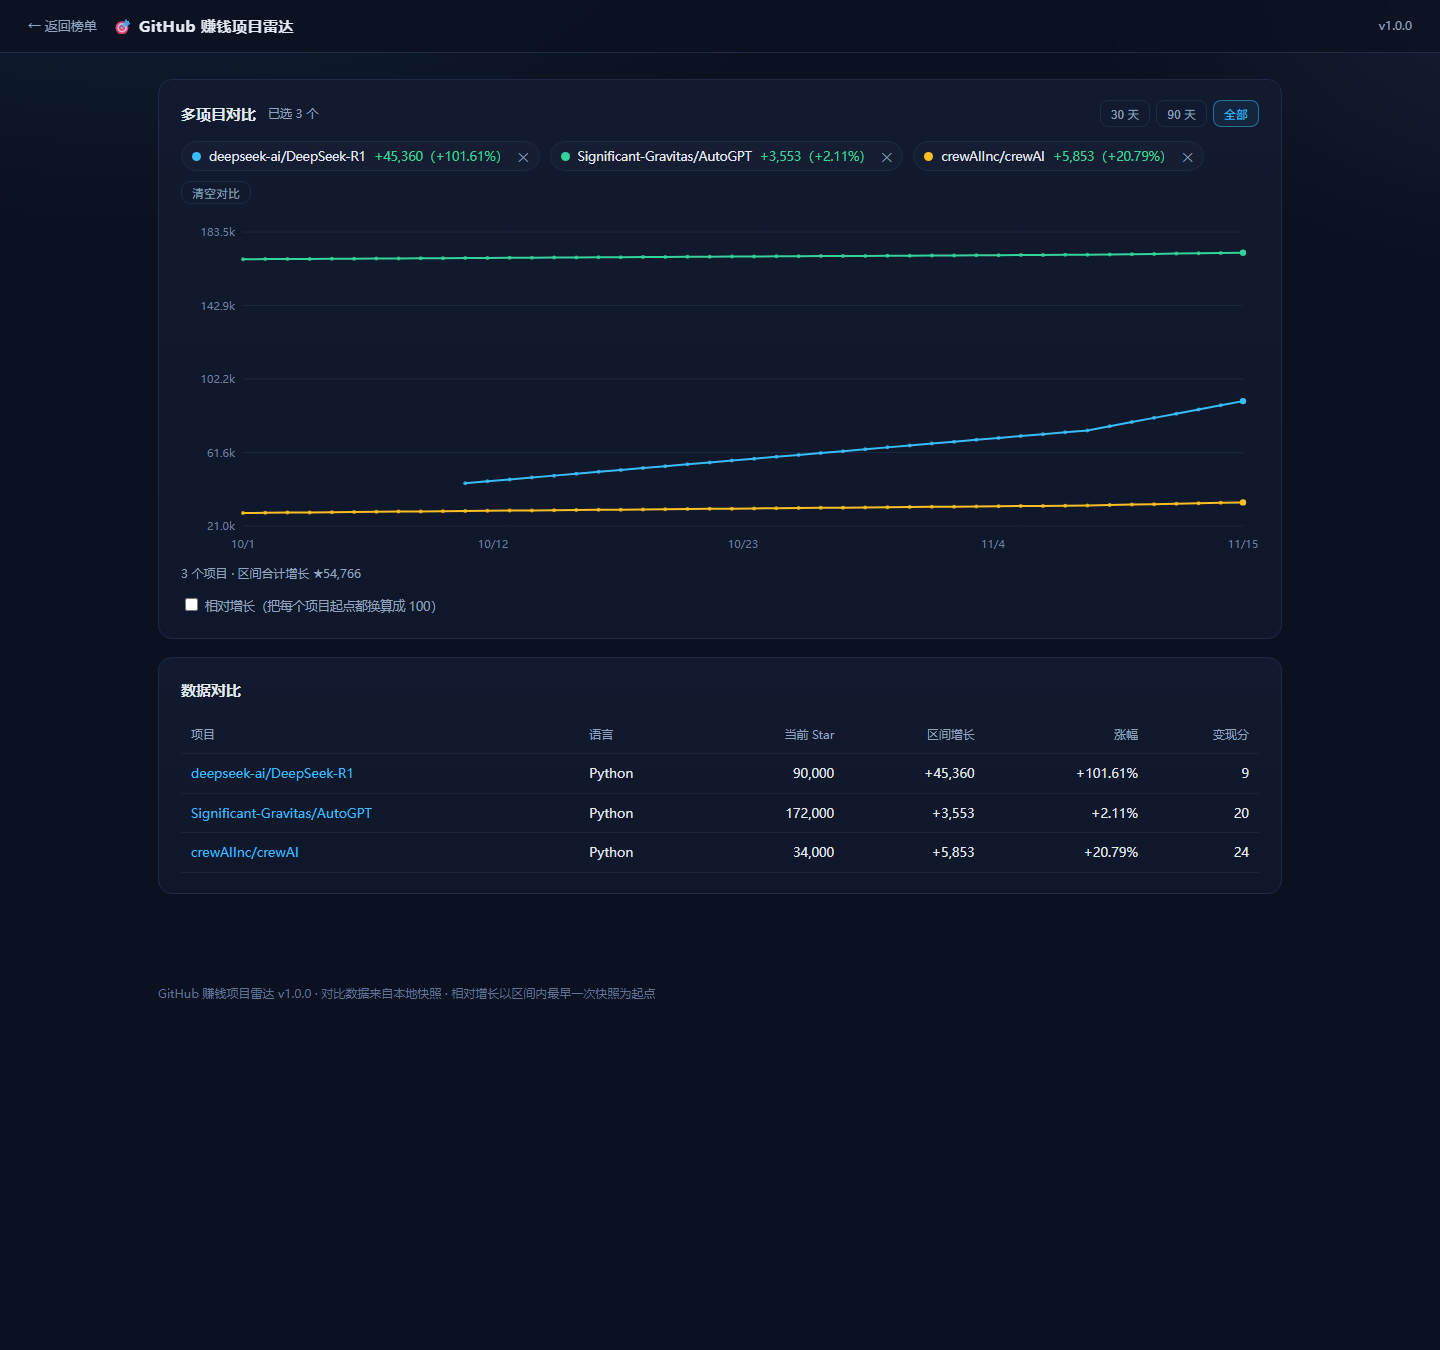 ← 返回榜单 GitHub 赚钱项目雷达 v1.0.0
多项目对比 已选 3 个 30 天 90 天 全部
deepseek-ai/DeepSeek-R1 +45,360（+101.61%） × Significant-Gravitas/AutoGPT +3,553（+2.11%） × crewAIInc/crewAI +5,853（+20.79%） ×
清空对比
183.5k
142.9k
102.2k
61.6k
21.0k
10/1 10/12 10/23 11/4 11/15
3 个项目 · 区间合计增长 ★54,766
相对增长（把每个项目起点都换算成 100）
数据对比
项目 语言 当前 Star 区间增长 涨幅 变现分
deepseek-ai/DeepSeek-R1 Python 90,000 +45,360 +101.61% 9
Significant-Gravitas/AutoGPT Python 172,000 +3,553 +2.11% 20
crewAIInc/crewAI Python 34,000 +5,853 +20.79% 24
GitHub 赚钱项目雷达 v1.0.0 · 对比数据来自本地快照 · 相对增长以区间内最早一次快照为起点